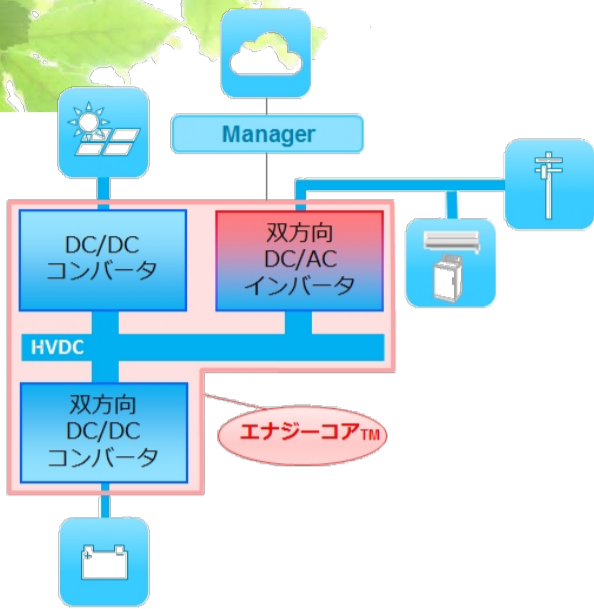 Manager
DC/DC
コンバータ
双方向
DC/AC
インバータ
HVDC
双方向
DC/DC
コンバータ
エナジーコアTM